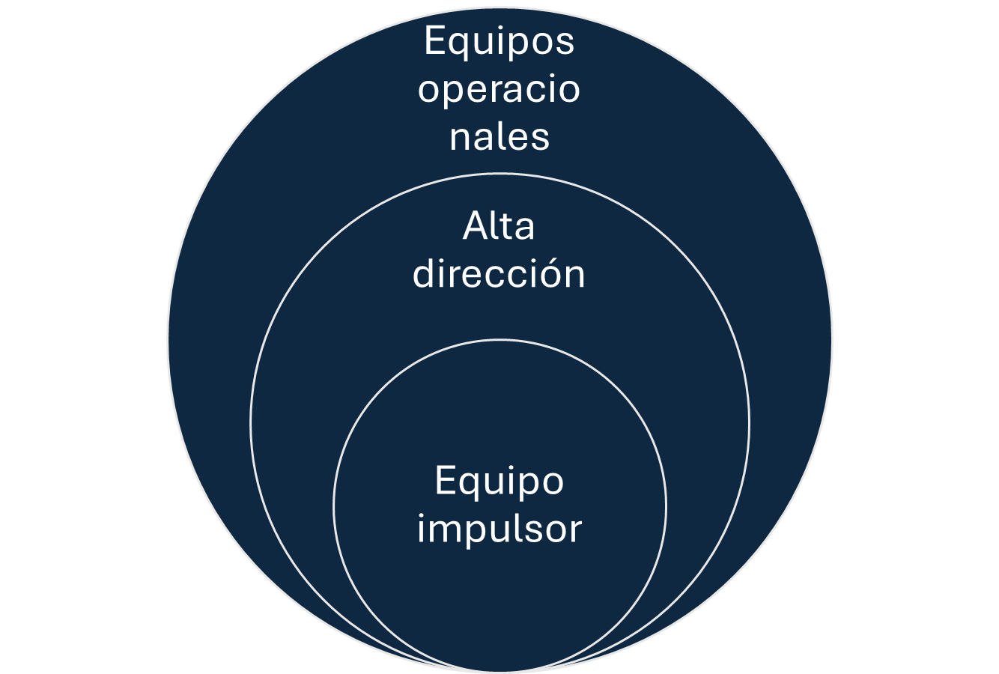 Equipos
operacio
nales
Alta
dirección
Equipo
impulsor